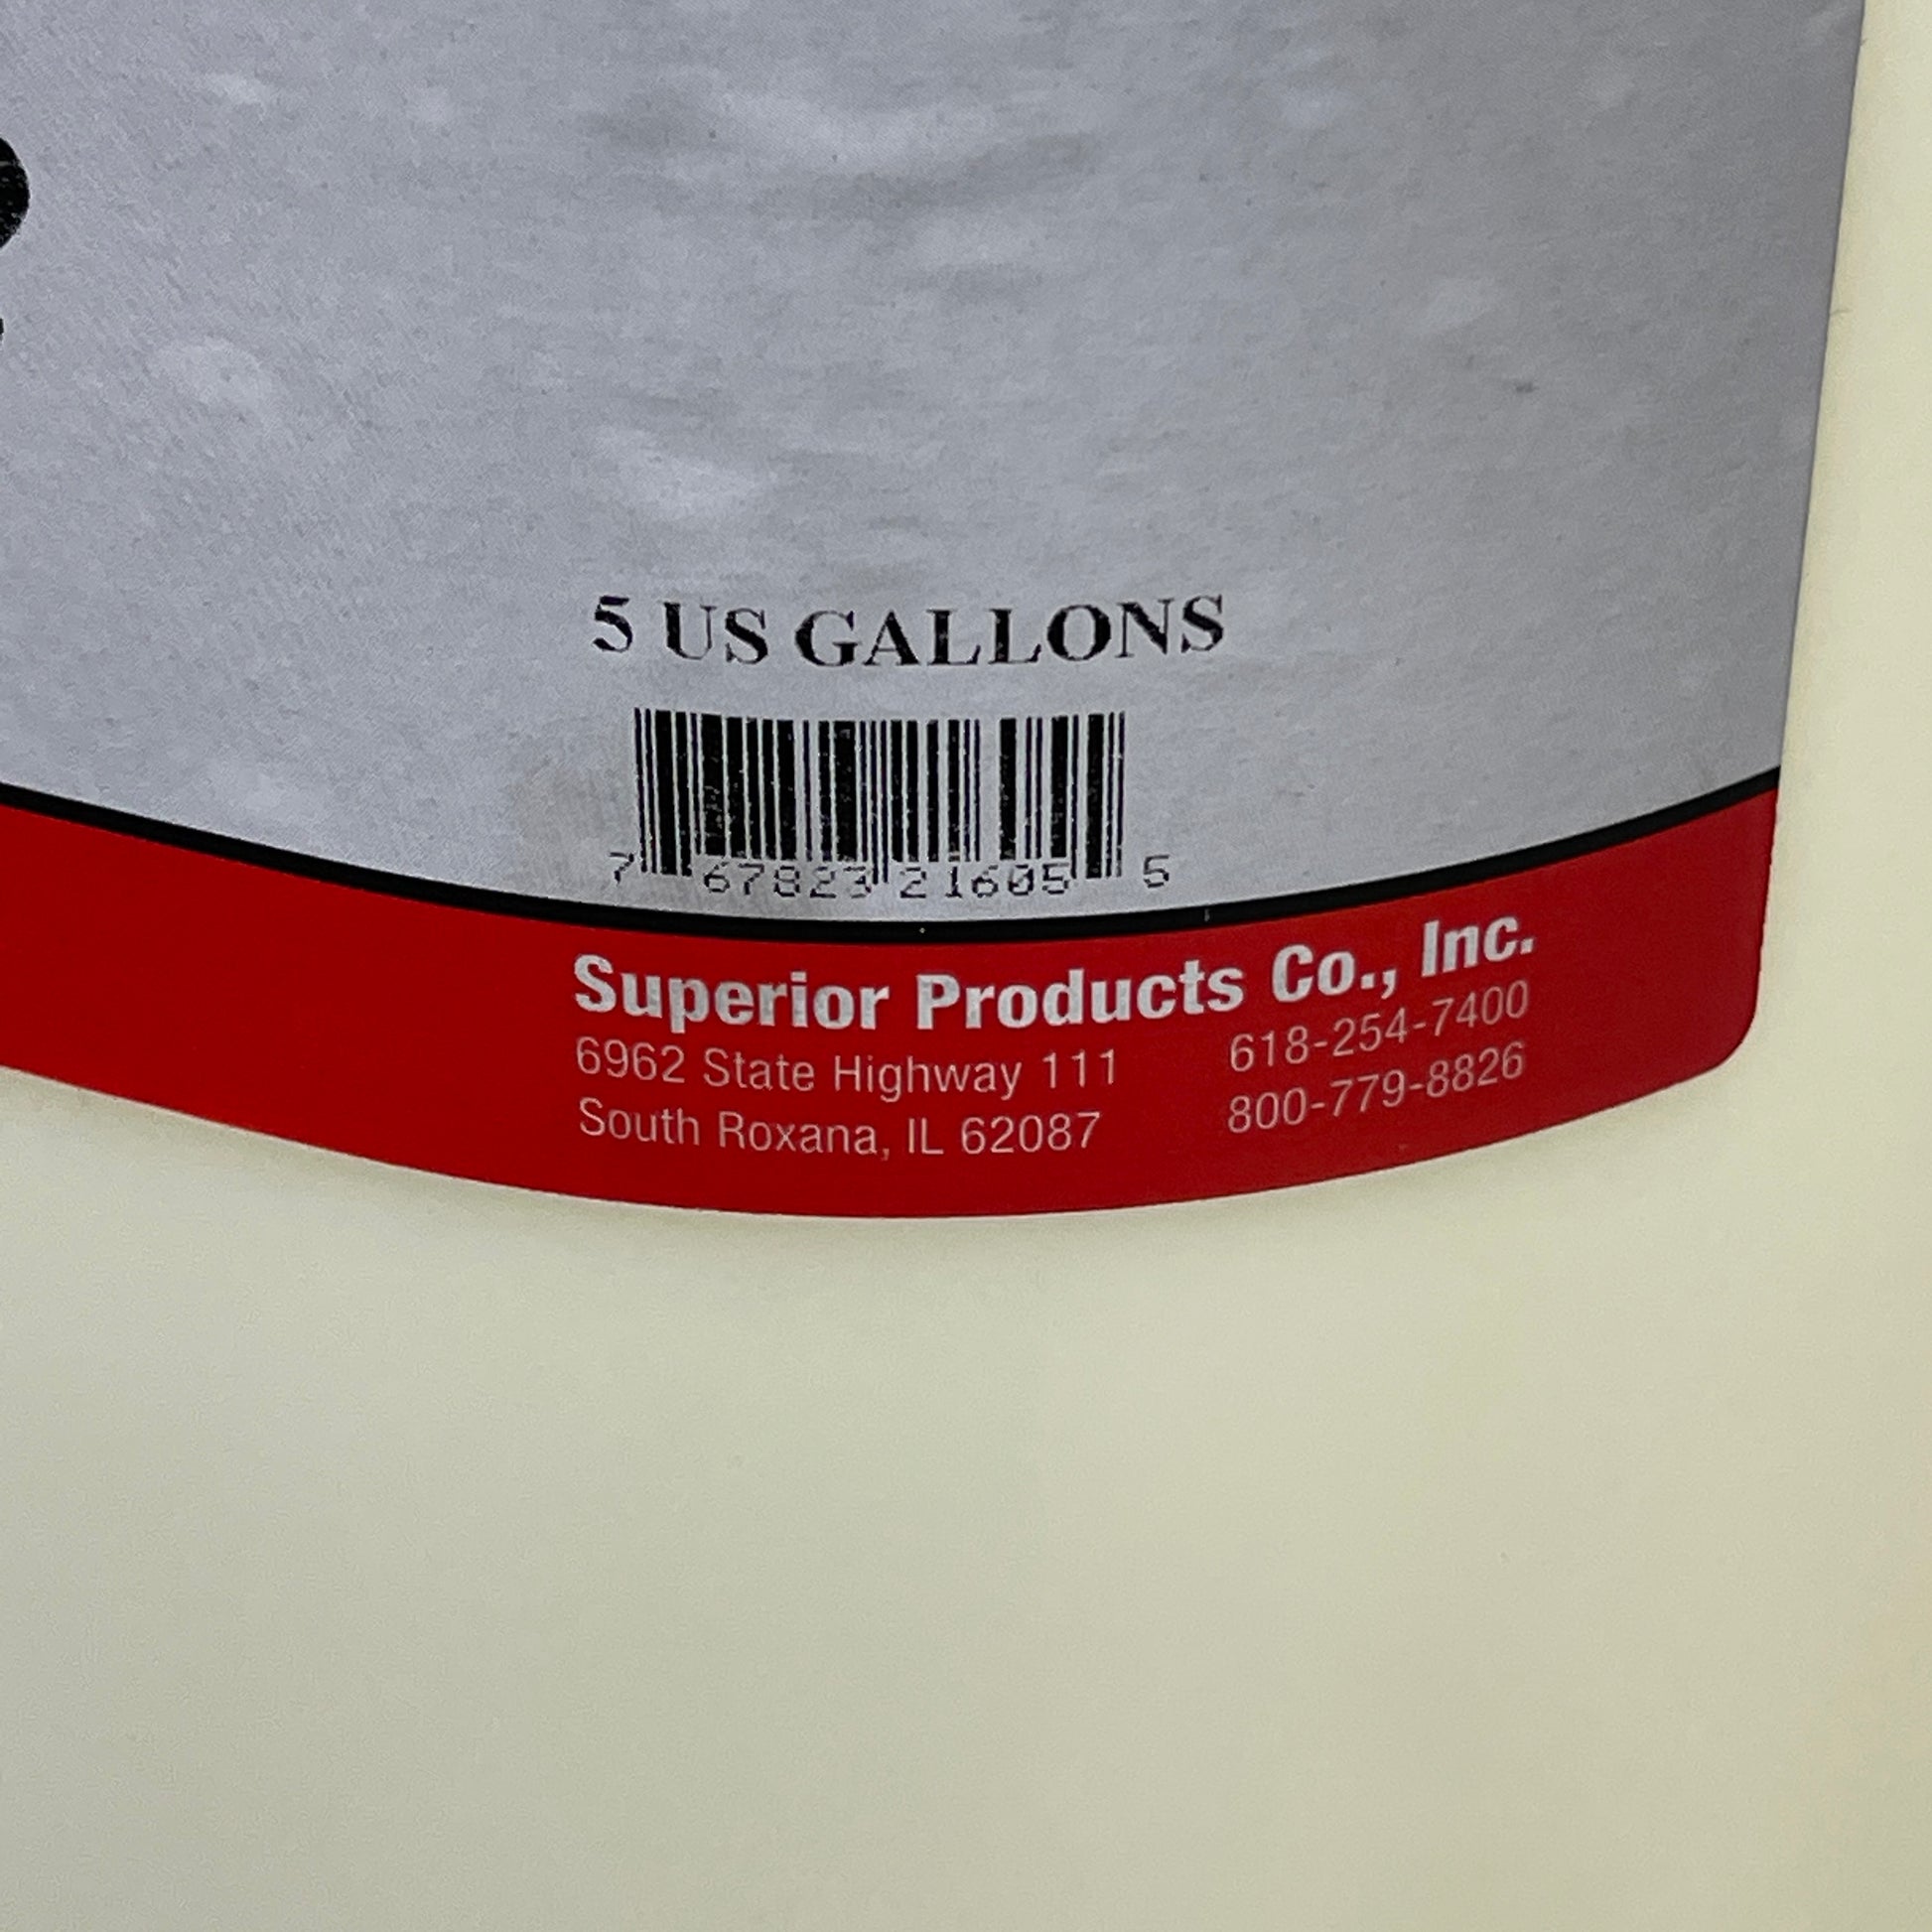 5 US GALLONS
7 67823 21605 5
Superior Products Co., Inc.
6962 State Highway 111 618-254-7400
South Roxana, IL 62087 800-779-8826